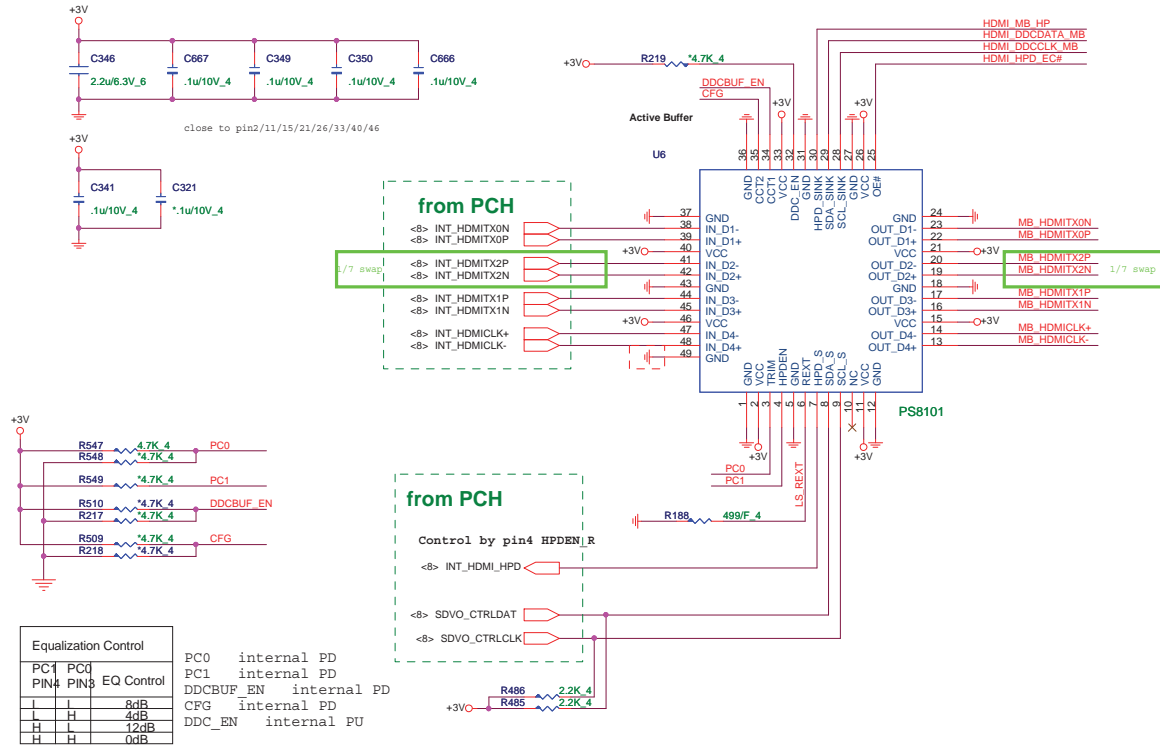 +3V
C346
2.2u/6.3V_6
C667
.1u/10V_4
C349
.1u/10V_4
C350
.1u/10V_4
C666
.1u/10V_4
close to pin2/11/15/21/26/33/40/46
+3V
C341
.1u/10V_4
C321
*.1u/10V_4
HDMI_MB_HP
HDMI_DDCDATA_MB
HDMI_DDCCLK_MB
HDMI_HPD_EC#
+3V
R219
*4.7K_4
DDCBUF_EN
CFG
+3V
+3V
Active Buffer
U6
36 35 34 33 32 31 30 29 28 27 26 25
GND CCT2 CCT1 VCC DDC_EN GND HPD_SINK SDA_SINK SCL_SINK GND VCC OE#
from PCH
<8> INT_HDMITX0N
<8> INT_HDMITX0P
1/7 swap
<8> INT_HDMITX2P
<8> INT_HDMITX2N
<8> INT_HDMITX1P
<8> INT_HDMITX1N
<8> INT_HDMICLK+
<8> INT_HDMICLK-
+3V
+3V
37 GND
38 IN_D1-
39 IN_D1+
40 VCC
41 IN_D2-
42 IN_D2+
43 GND
44 IN_D3-
45 IN_D3+
46 VCC
47 IN_D4-
48 IN_D4+
49 GND
GND 24
OUT_D1- 23 MB_HDMITX0N
OUT_D1+ 22 MB_HDMITX0P
VCC 21 +3V
OUT_D2- 20 MB_HDMITX2P
OUT_D2+ 19 MB_HDMITX2N
1/7 swap
GND 18
OUT_D3- 17 MB_HDMITX1P
OUT_D3+ 16 MB_HDMITX1N
VCC 15 +3V
OUT_D4- 14 MB_HDMICLK+
OUT_D4+ 13 MB_HDMICLK-
GND VCC TRIM HPDEN GND REXT HPD_S SDA_S SCL_S NC VCC GND
1 2 3 4 5 6 7 8 9 10 11 12
PS8101
+3V
+3V
PC0
PC1
LS_REXT
R188
499/F_4
+3V
R547
4.7K_4
PC0
R548
*4.7K_4
R549
*4.7K_4
PC1
R510
*4.7K_4
DDCBUF_EN
R217
*4.7K_4
R509
*4.7K_4
CFG
R218
*4.7K_4
from PCH
Control by pin4 HPDEN_R
<8> INT_HDMI_HPD
<8> SDVO_CTRLDAT
<8> SDVO_CTRLCLK
R486
2.2K_4
R485
2.2K_4
+3V
Equalization Control
PC1 PIN4
PC0 PIN3
EQ Control
L L 8dB
L H 4dB
H L 12dB
H H 0dB
PC0 internal PD
PC1 internal PD
DDCBUF_EN internal PD
CFG internal PD
DDC_EN internal PU